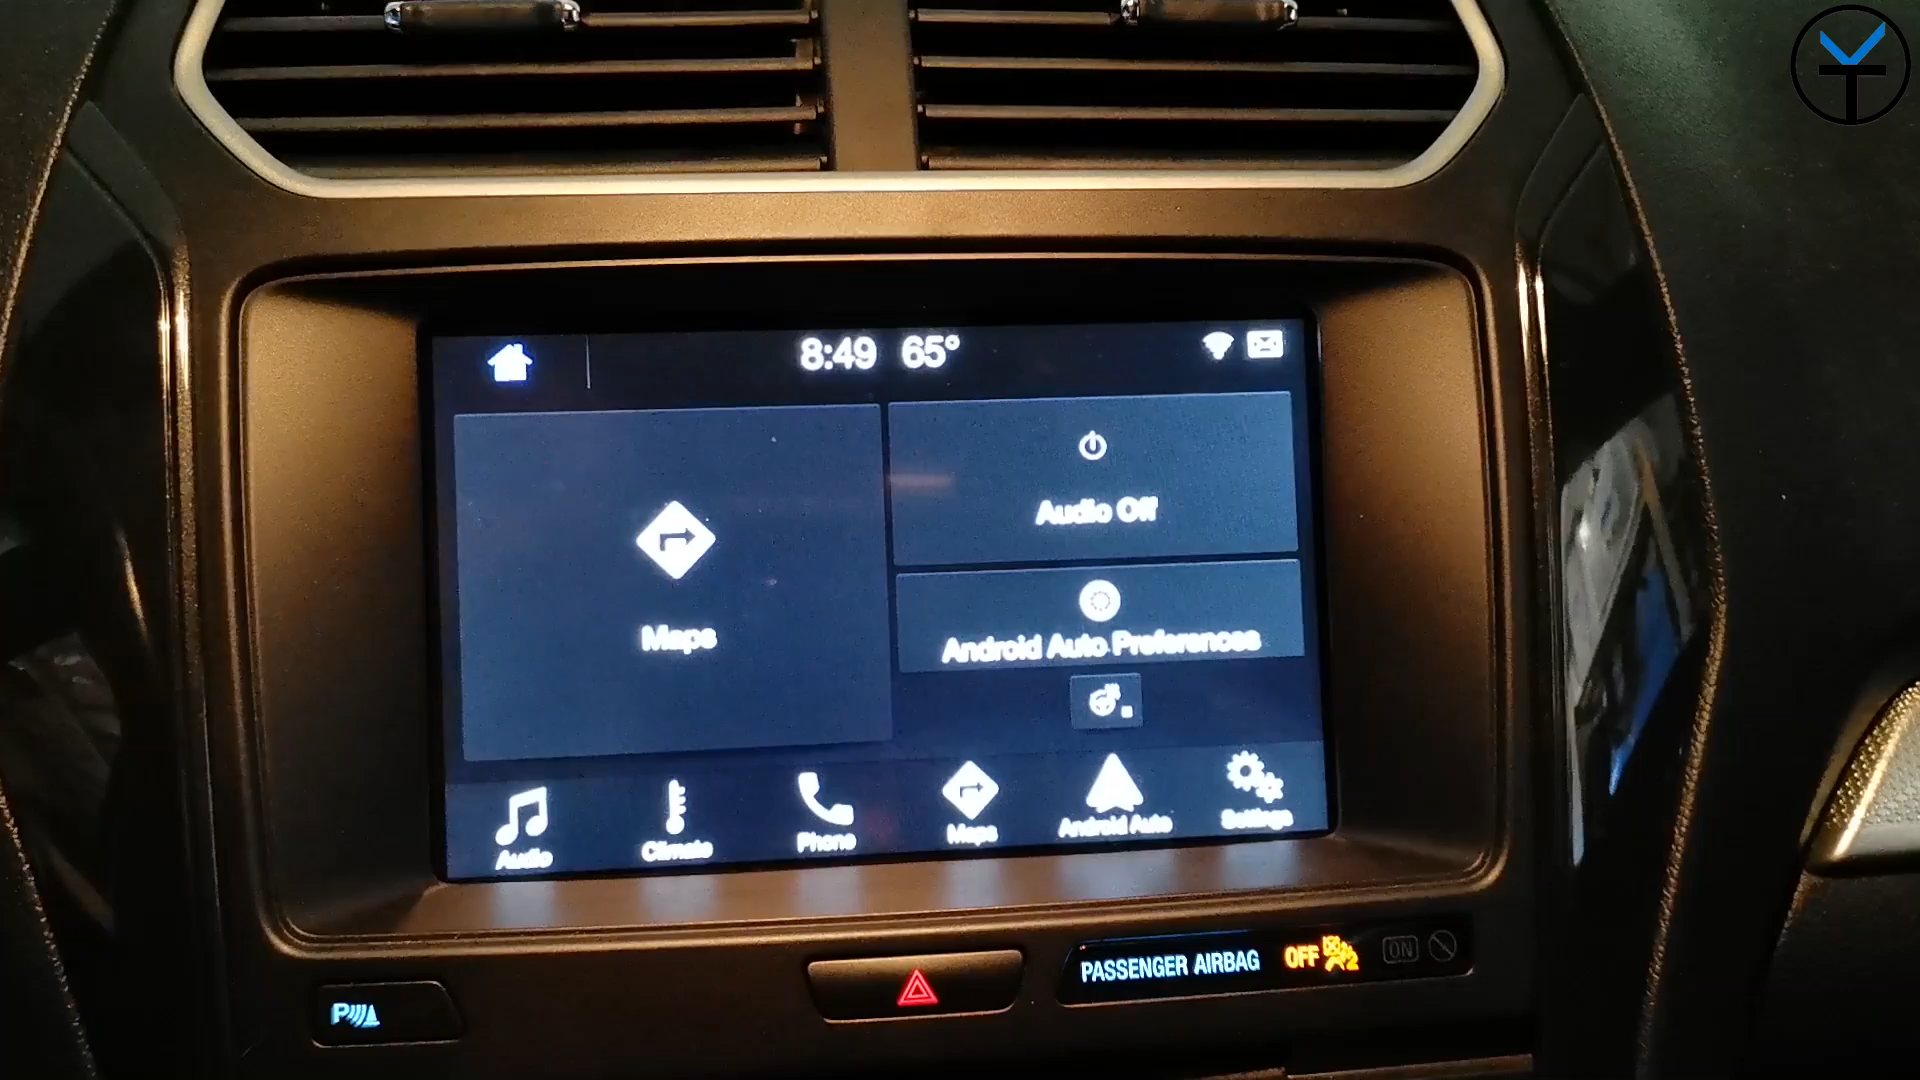 8:49 65°
Audio Off
Maps
Android Auto Preferences
Audio
Climate
Phone
Maps
Android Auto
Settings
PASSENGER AIRBAG OFF 2 ON
P